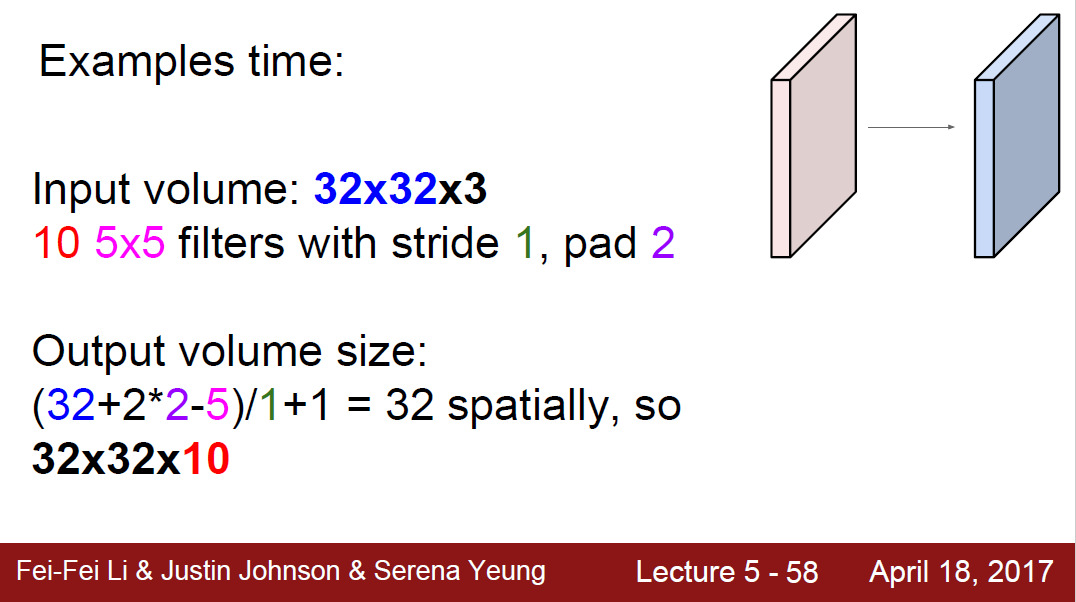 Examples time:
Input volume: 32x32x3
10 5x5 filters with stride 1, pad 2
Output volume size:
(32+2*2-5)/1+1 = 32 spatially, so
32x32x10
Fei-Fei Li & Justin Johnson & Serena Yeung Lecture 5 - 58 April 18, 2017